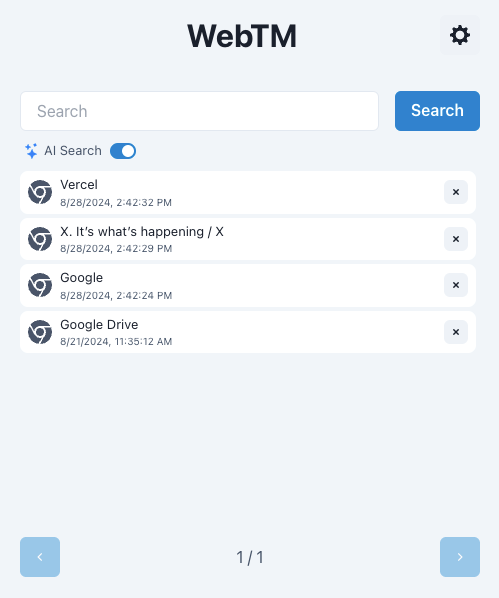 WebTM
Search
Search
AI Search
Vercel
8/28/2024, 2:42:32 PM
X. It’s what’s happening / X
8/28/2024, 2:42:29 PM
Google
8/28/2024, 2:42:24 PM
Google Drive
8/21/2024, 11:35:12 AM
1 / 1